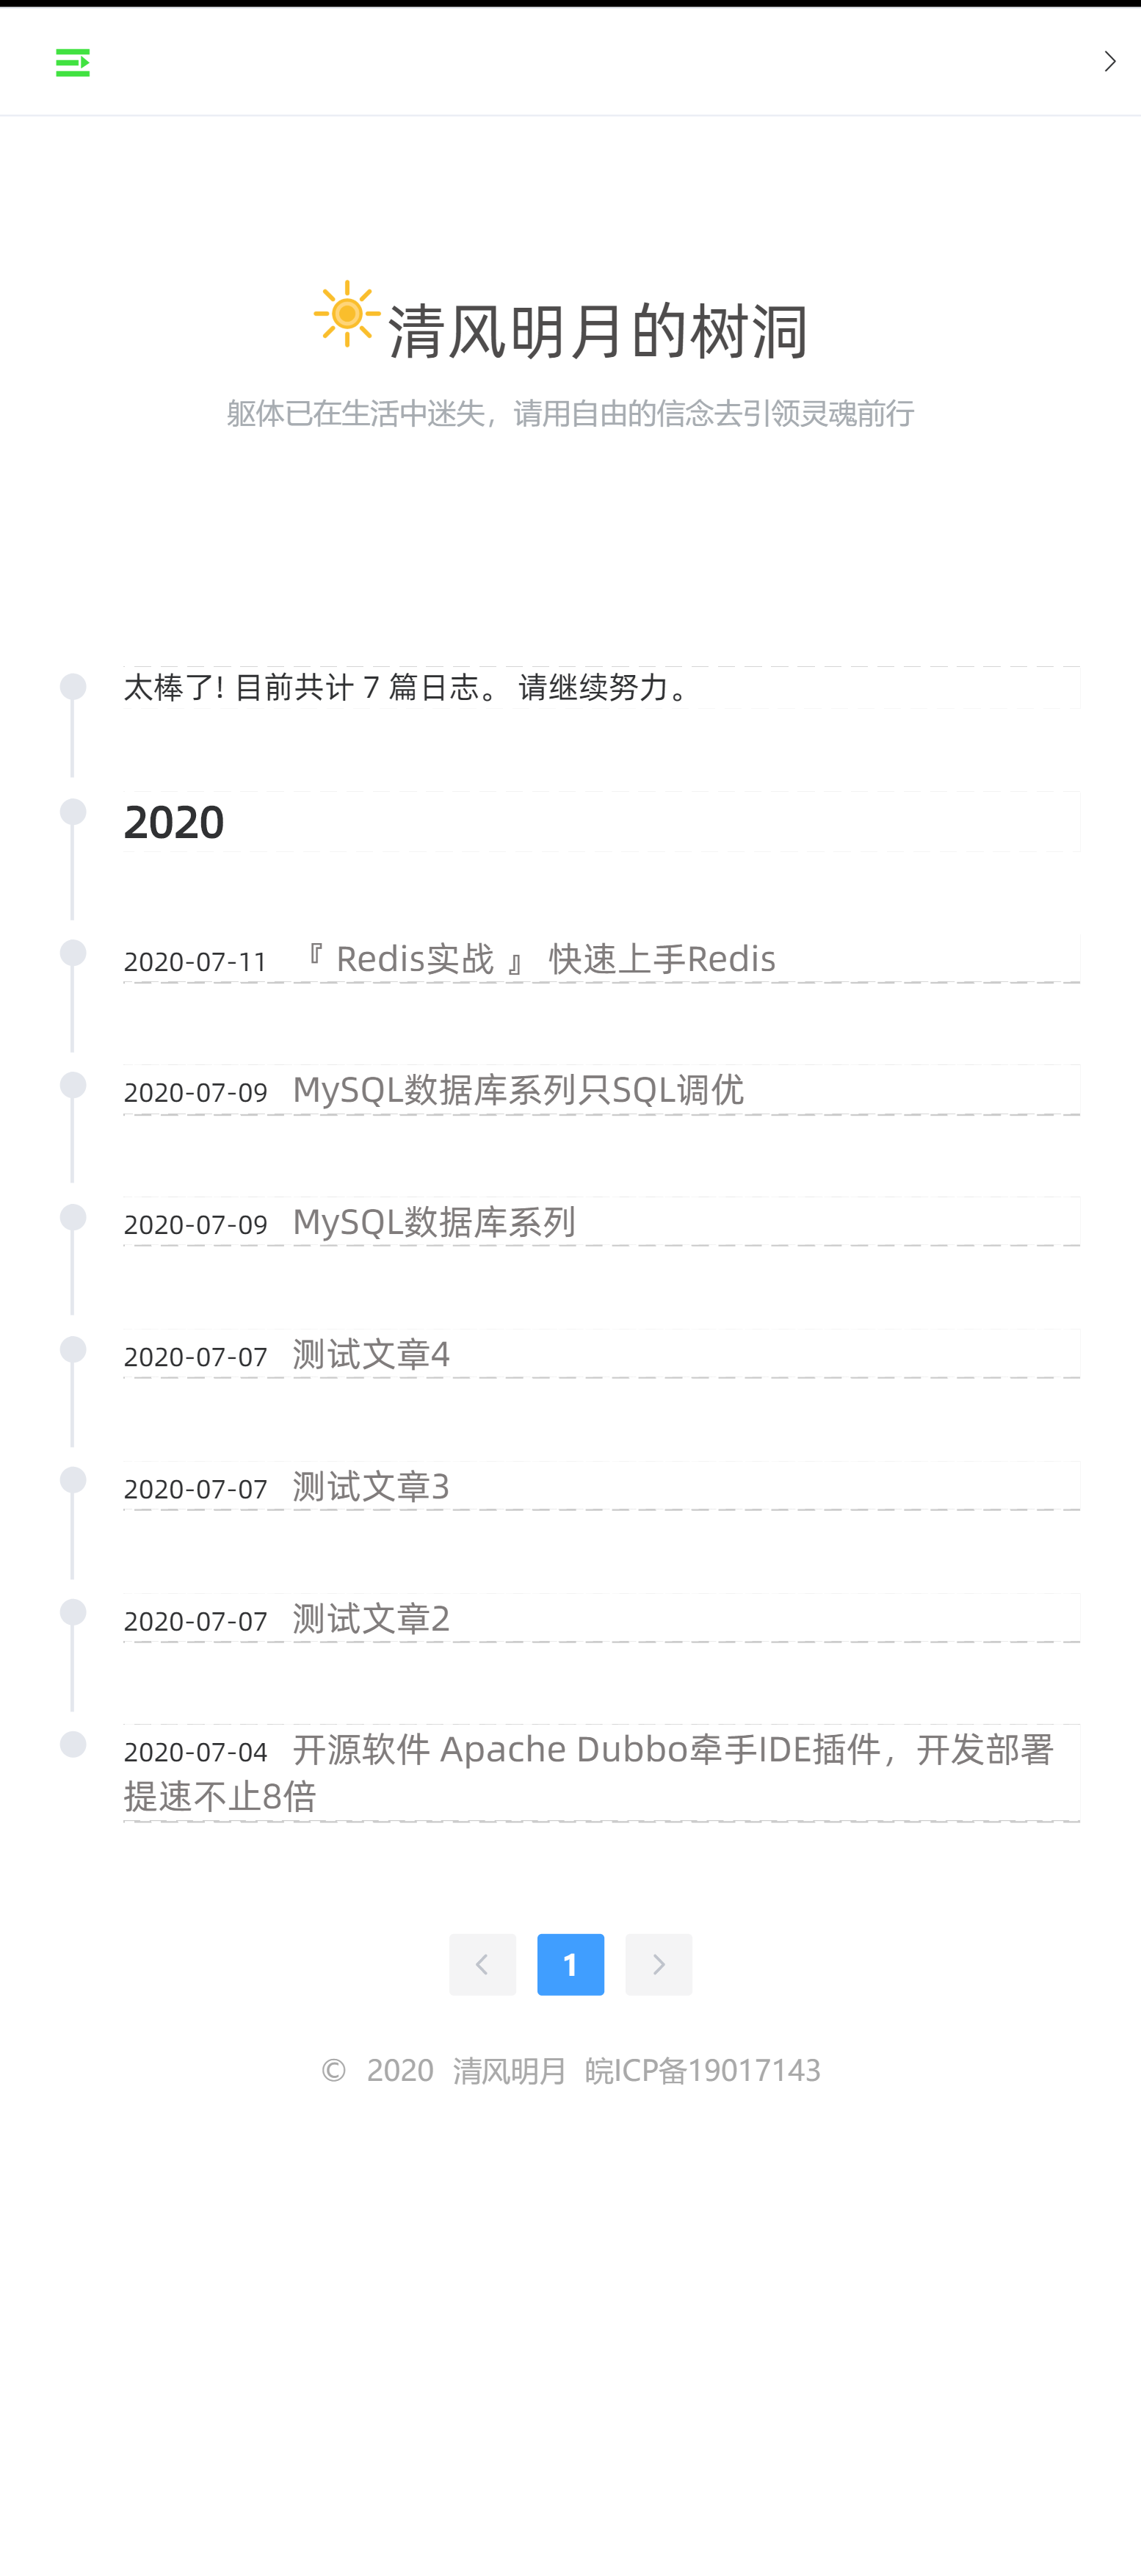 清风明月的树洞
躯体已在生活中迷失，请用自由的信念去引领灵魂前行
太棒了! 目前共计 7 篇日志。 请继续努力。
2020
2020-07-11 『 Redis实战 』 快速上手Redis
2020-07-09 MySQL数据库系列只SQL调优
2020-07-09 MySQL数据库系列
2020-07-07 测试文章4
2020-07-07 测试文章3
2020-07-07 测试文章2
2020-07-04 开源软件 Apache Dubbo牵手IDE插件，开发部署
提速不止8倍
1
© 2020 清风明月 皖ICP备19017143